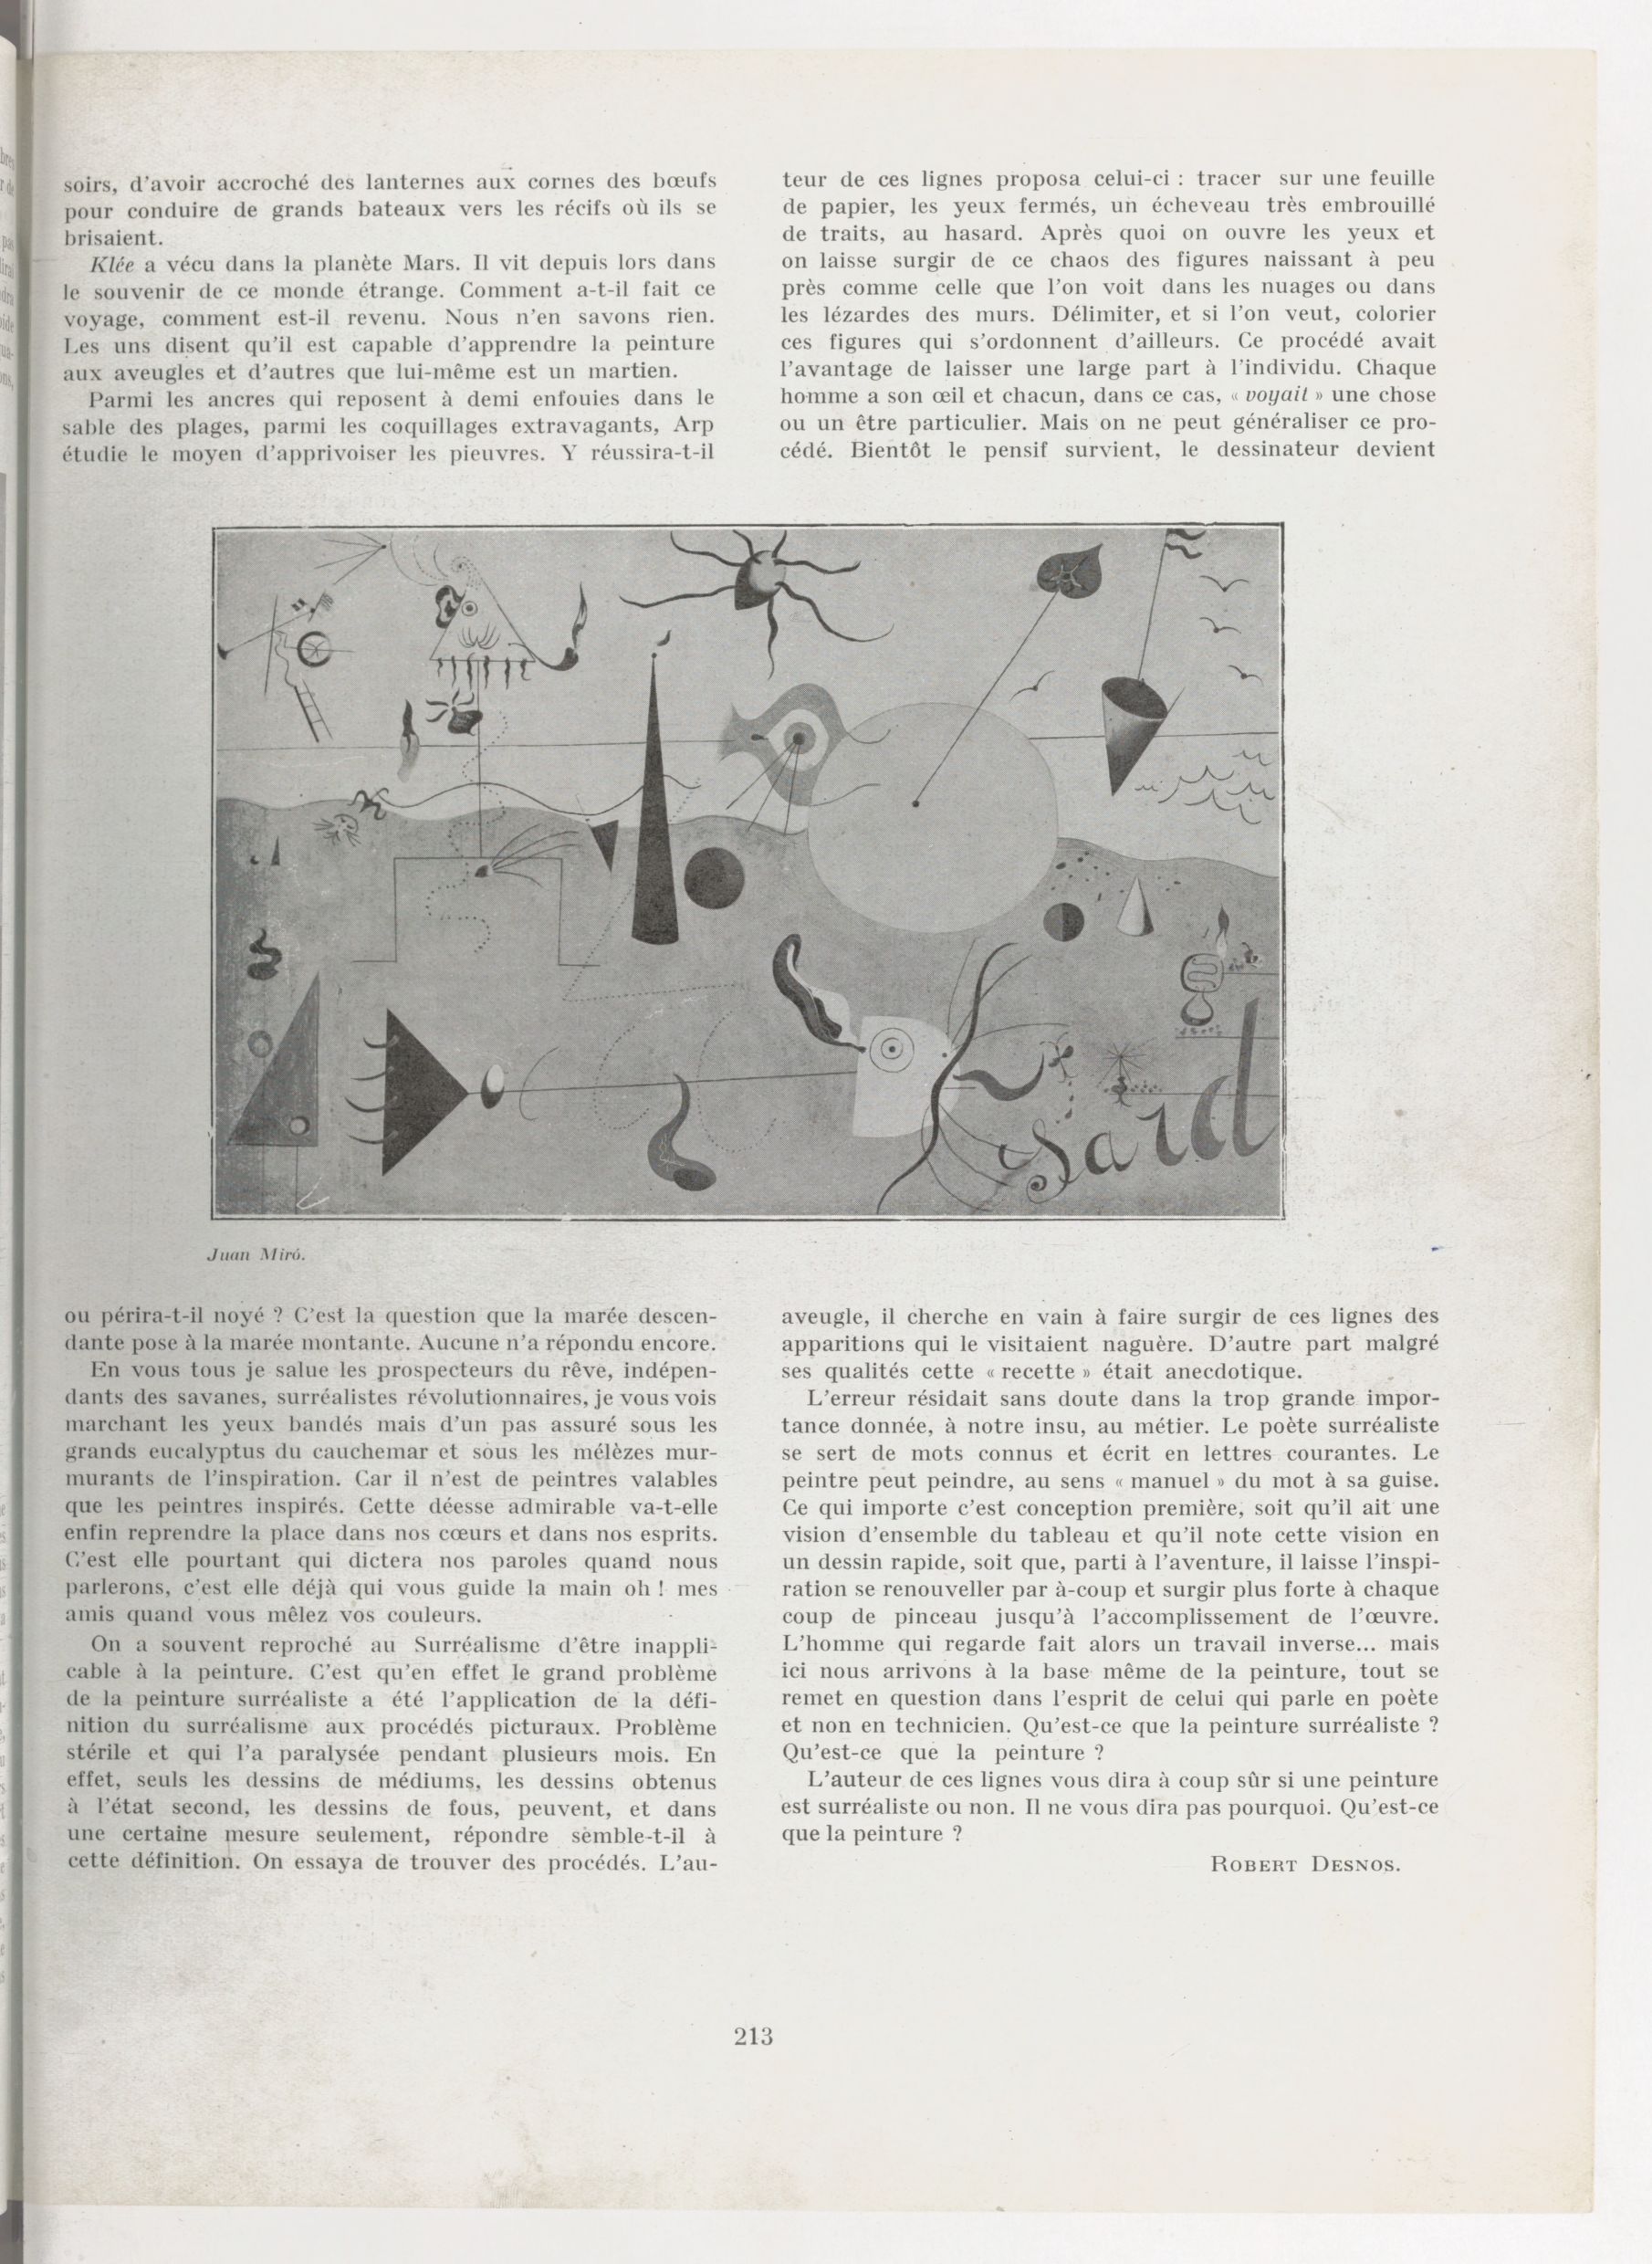 soirs, d'avoir accroché des lanternes aux cornes des bœufs
pour conduire de grands bateaux vers les récifs où ils se
brisaient.
Klée a vécu dans la planète Mars. Il vit depuis lors dans
le souvenir de ce monde étrange. Comment a-t-il fait ce
voyage, comment est-il revenu. Nous n'en savons rien.
Les uns disent qu'il est capable d'apprendre la peinture
aux aveugles et d'autres que lui-même est un martien.
Parmi les ancres qui reposent à demi enfouies dans le
sable des plages, parmi les coquillages extravagants, Arp
étudie le moyen d'apprivoiser les pieuvres. Y réussira-t-il
ou périra-t-il noyé ? C'est la question que la marée descen-
dante pose à la marée montante. Aucune n'a répondu encore.
En vous tous je salue les prospecteurs du rêve, indépen-
dants des savanes, surréalistes révolutionnaires, je vous vois
marchant les yeux bandés mais d'un pas assuré sous les
grands eucalyptus du cauchemar et sous les mélèzes mur-
murants de l'inspiration. Car il n'est de peintres valables
que les peintres inspirés. Cette déesse admirable va-t-elle
enfin reprendre la place dans nos cœurs et dans nos esprits.
C'est elle pourtant qui dictera nos paroles quand nous
parlerons, c'est elle déjà qui vous guide la main oh ! mes
amis quand vous mêlez vos couleurs.
On a souvent reproché au Surréalisme d'être inappli-
cable à la peinture. C'est qu'en effet le grand problème
de la peinture surréaliste a été l'application de la défi-
nition du surréalisme aux procédés picturaux. Problème
stérile et qui l'a paralysée pendant plusieurs mois. En
effet, seuls les dessins de médiums, les dessins obtenus
à l'état second, les dessins de fous, peuvent, et dans
une certaine mesure seulement, répondre semble-t-il à
cette définition. On essaya de trouver des procédés. L'au-
teur de ces lignes proposa celui-ci : tracer sur une feuille
de papier, les yeux fermés, un écheveau très embrouillé
de traits, au hasard. Après quoi on ouvre les yeux et
on laisse surgir de ce chaos des figures naissant à peu
près comme celle que l'on voit dans les nuages ou dans
les lézardes des murs. Délimiter, et si l'on veut, colorier
ces figures qui s'ordonnent d'ailleurs. Ce procédé avait
l'avantage de laisser une large part à l'individu. Chaque
homme a son œil et chacun, dans ce cas, « voyait » une chose
ou un être particulier. Mais on ne peut généraliser ce pro-
cédé. Bientôt le pensif survient, le dessinateur devient
aveugle, il cherche en vain à faire surgir de ces lignes des
apparitions qui le visitaient naguère. D'autre part malgré
ses qualités cette « recette » était anecdotique.
L'erreur résidait sans doute dans la trop grande impor-
tance donnée, à notre insu, au métier. Le poète surréaliste
se sert de mots connus et écrit en lettres courantes. Le
peintre peut peindre, au sens « manuel » du mot à sa guise.
Ce qui importe c'est conception première, soit qu'il ait une
vision d'ensemble du tableau et qu'il note cette vision en
un dessin rapide, soit que, parti à l'aventure, il laisse l'inspi-
ration se renouveller par à-coup et surgir plus forte à chaque
coup de pinceau jusqu'à l'accomplissement de l'œuvre.
L'homme qui regarde fait alors un travail inverse... mais
ici nous arrivons à la base même de la peinture, tout se
remet en question dans l'esprit de celui qui parle en poète
et non en technicien. Qu'est-ce que la peinture surréaliste ?
Qu'est-ce que la peinture ?
L'auteur de ces lignes vous dira à coup sûr si une peinture
est surréaliste ou non. Il ne vous dira pas pourquoi. Qu'est-ce
que la peinture ?
ROBERT DESNOS.
sard
Juan Miró.
213